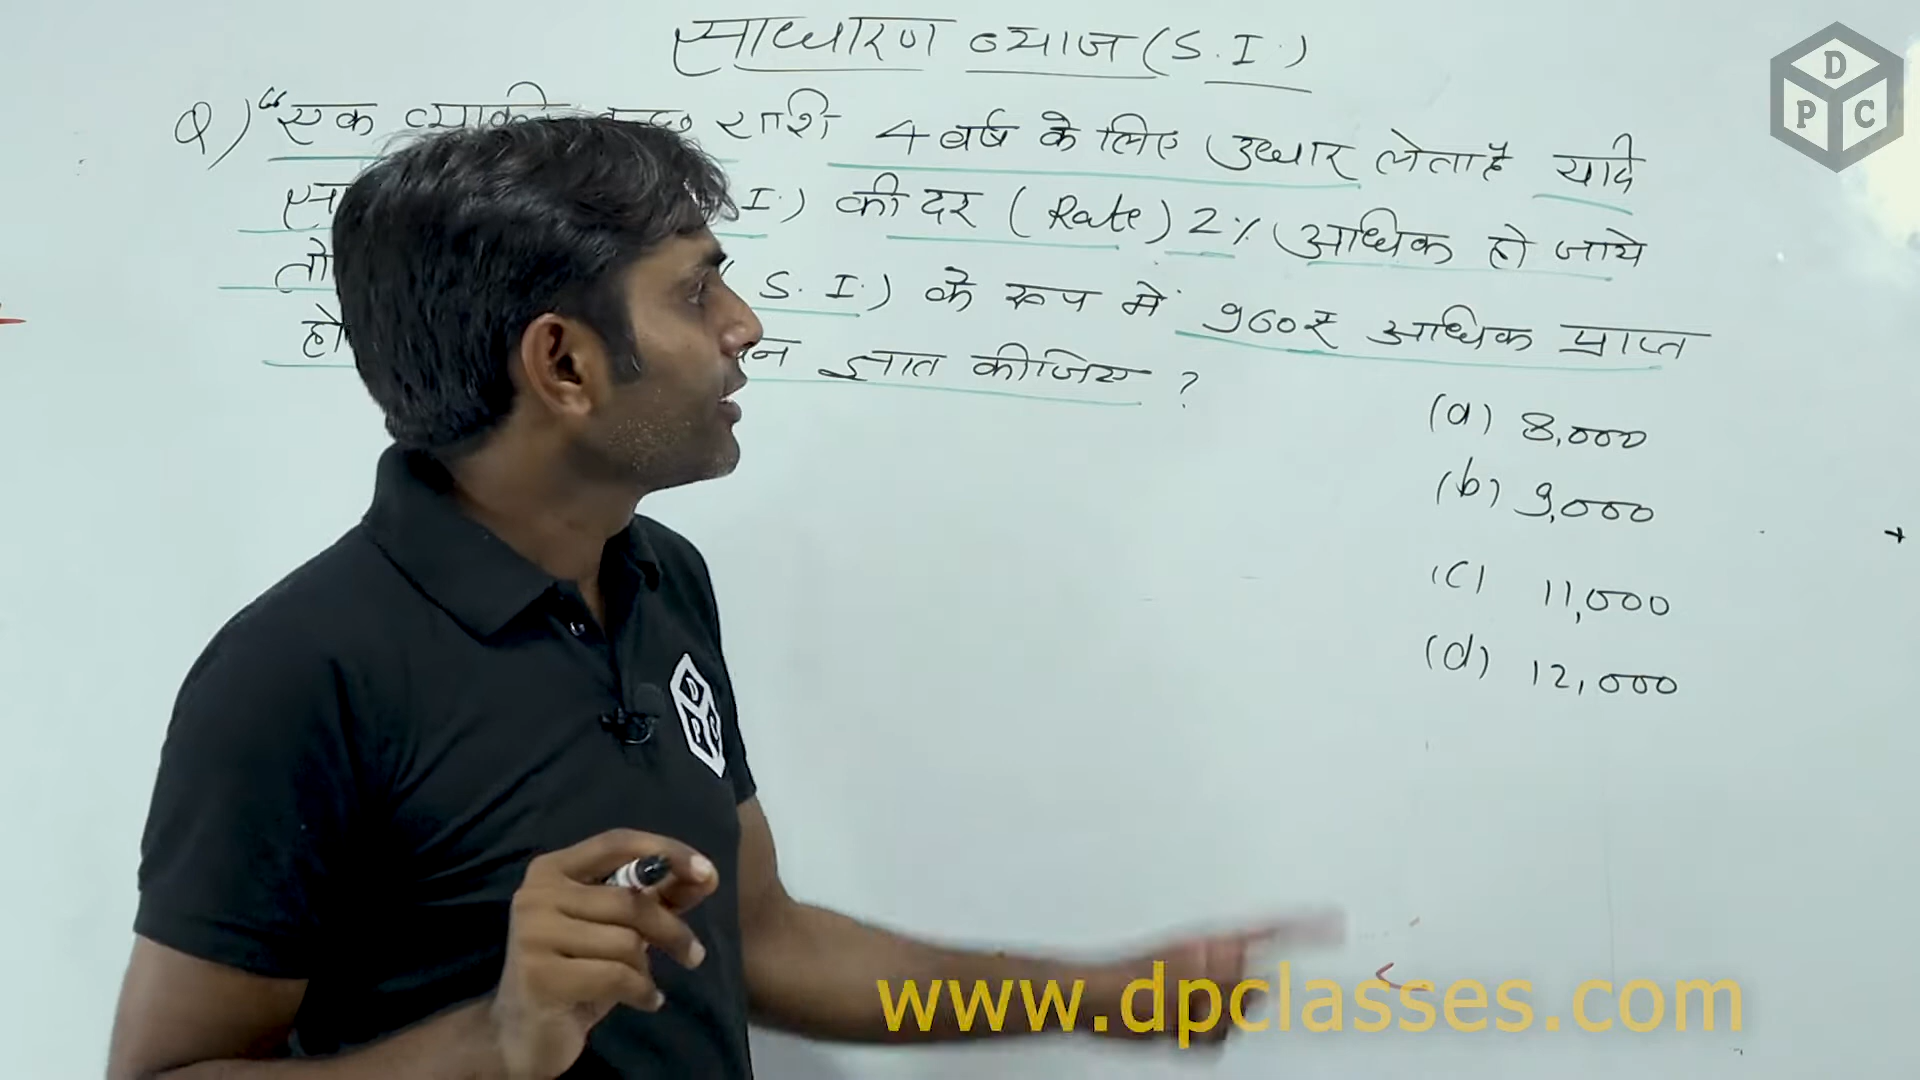 साधारण व्याज (S.I.)
Q) "एक राशि 4 वर्ष के लिए उधार लेता है यदि
I.) की दर (Rate) 2% अधिक हो जाये
तो (S.I.) के रूप में 960₹ अधिक प्राप्त
हो ज्ञात कीजिए ?
(a) 8,000
(b) 9,000
(c) 11,000
(d) 12,000
D
P C
D
P C
www.dpclasses.com